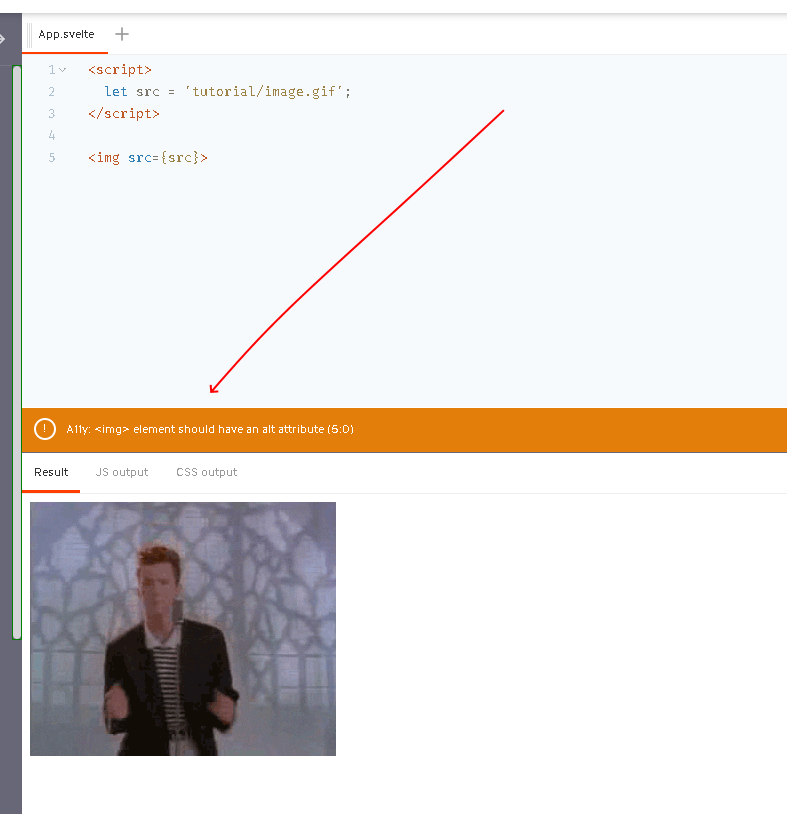 App.svelte +
1 <script>
2 let src = 'tutorial/image.gif';
3 </script>
4
5 <img src={src}>
! A11y: <img> element should have an alt attribute (5:0)
Result JS output CSS output